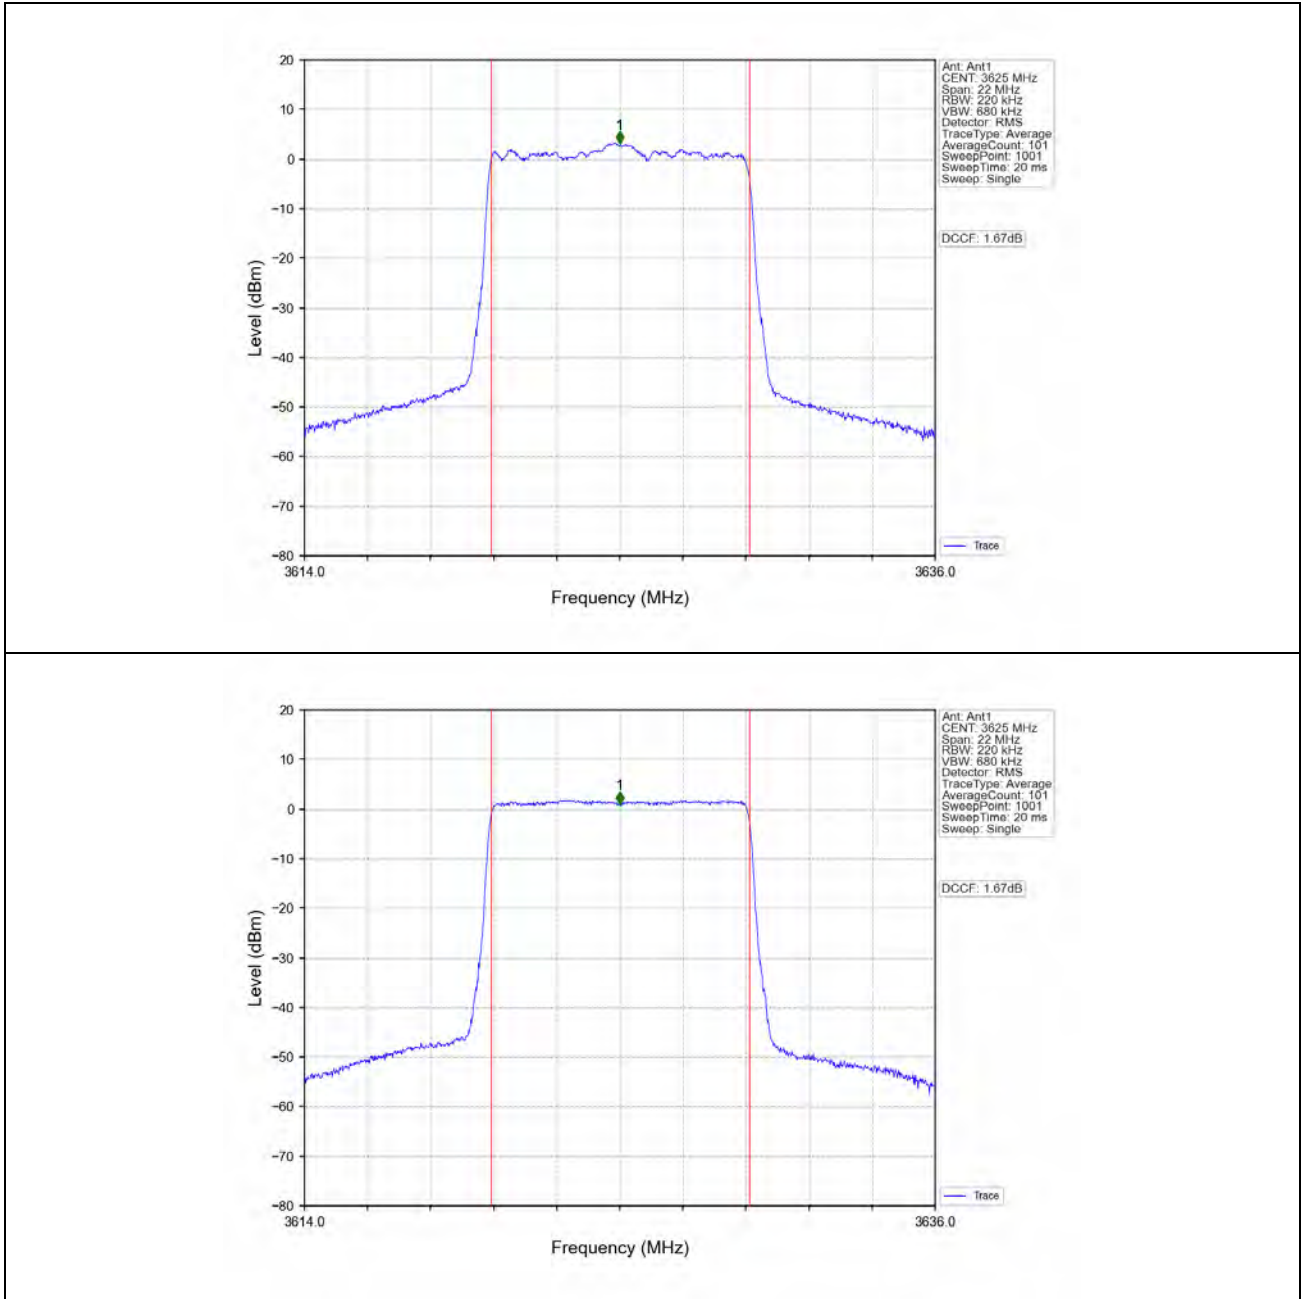 20
10
0
−10
−20
−30
−40
−50
−60
−70
−80
Level (dBm)
1
3614.0
3636.0
Frequency (MHz)
Ant: Ant1
CENT: 3625 MHz
Span: 22 MHz
RBW: 220 kHz
VBW: 680 kHz
Detector: RMS
TraceType: Average
AverageCount: 101
SweepPoint: 1001
SweepTime: 20 ms
Sweep: Single
DCCF: 1.67dB
Trace
20
10
0
−10
−20
−30
−40
−50
−60
−70
−80
Level (dBm)
1
3614.0
3636.0
Frequency (MHz)
Ant: Ant1
CENT: 3625 MHz
Span: 22 MHz
RBW: 220 kHz
VBW: 680 kHz
Detector: RMS
TraceType: Average
AverageCount: 101
SweepPoint: 1001
SweepTime: 20 ms
Sweep: Single
DCCF: 1.67dB
Trace